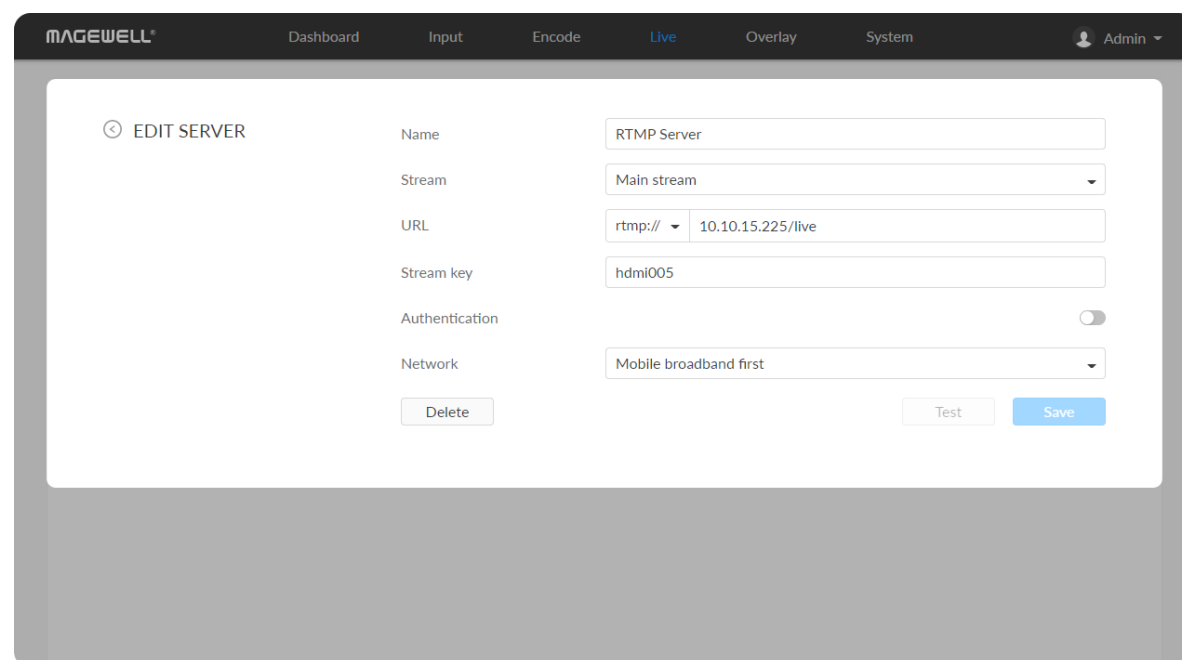 MAGEWELL® Dashboard Input Encode Live Overlay System Admin
EDIT SERVER
Name RTMP Server
Stream Main stream
URL rtmp:// 10.10.15.225/live
Stream key hdmi005
Authentication
Network Mobile broadband first
Delete Test Save